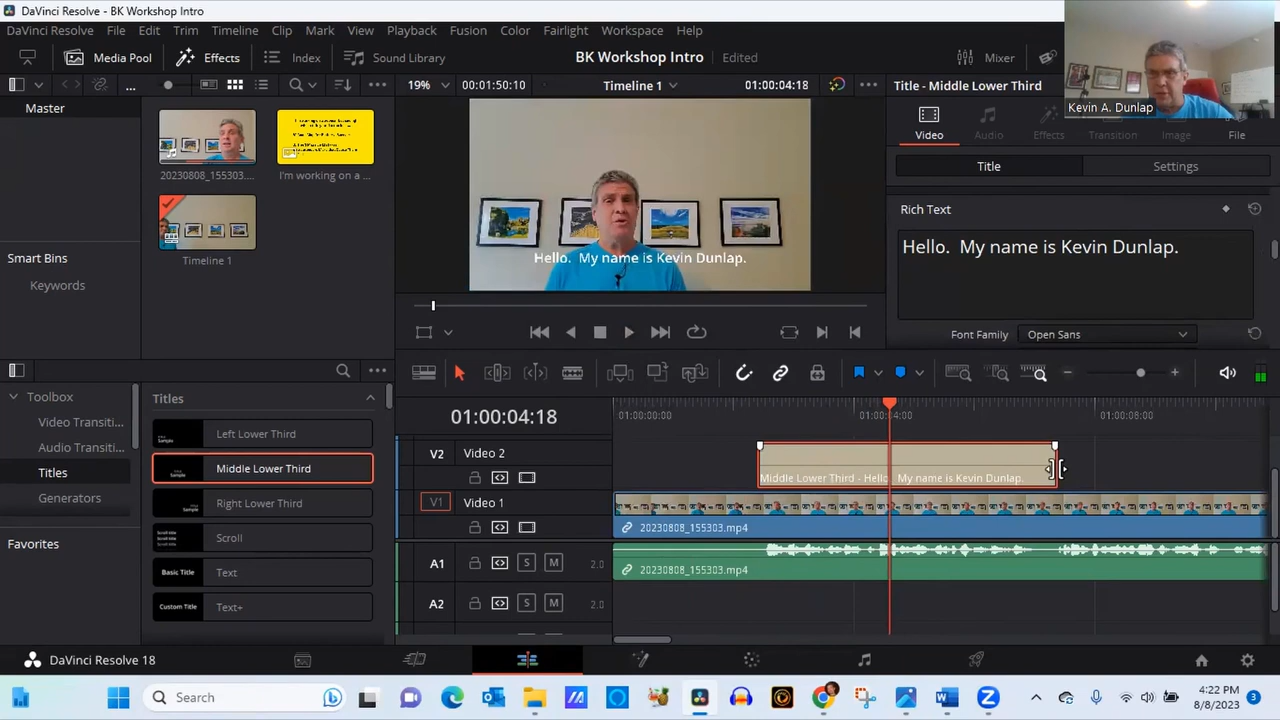 DaVinci Resolve - BK Workshop Intro
DaVinci Resolve File Edit Trim Timeline Clip Mark View Playback Fusion Color Fairlight Workspace Help
Media Pool Effects Index Sound Library BK Workshop Intro Edited Mixer
Kevin A. Dunlap
19% 00:01:50:10 Timeline 1 01:00:04:18 Title - Middle Lower Third
Master
Video Audio Effects Transition Image File
Title Settings
20230808_155303.... I'm working on a ...
Rich Text
Hello. My name is Kevin Dunlap.
Hello. My name is Kevin Dunlap.
Timeline 1
Smart Bins
Keywords
Font Family Open Sans
Toolbox
Video Transiti...
Audio Transiti...
Titles
Generators
Favorites
Titles
Left Lower Third
Middle Lower Third
Right Lower Third
Scroll
Basic Title Text
Custom Title Text+
01:00:04:18
01:00:00:00 01:00:04:00 01:00:08:00
V2 Video 2
Middle Lower Third - Hello. My name is Kevin Dunlap.
V1 Video 1
20230808_155303.mp4
A1 S M 2.0
20230808_155303.mp4
A2 S M 2.0
DaVinci Resolve 18
Search
4:22 PM
8/8/2023
3